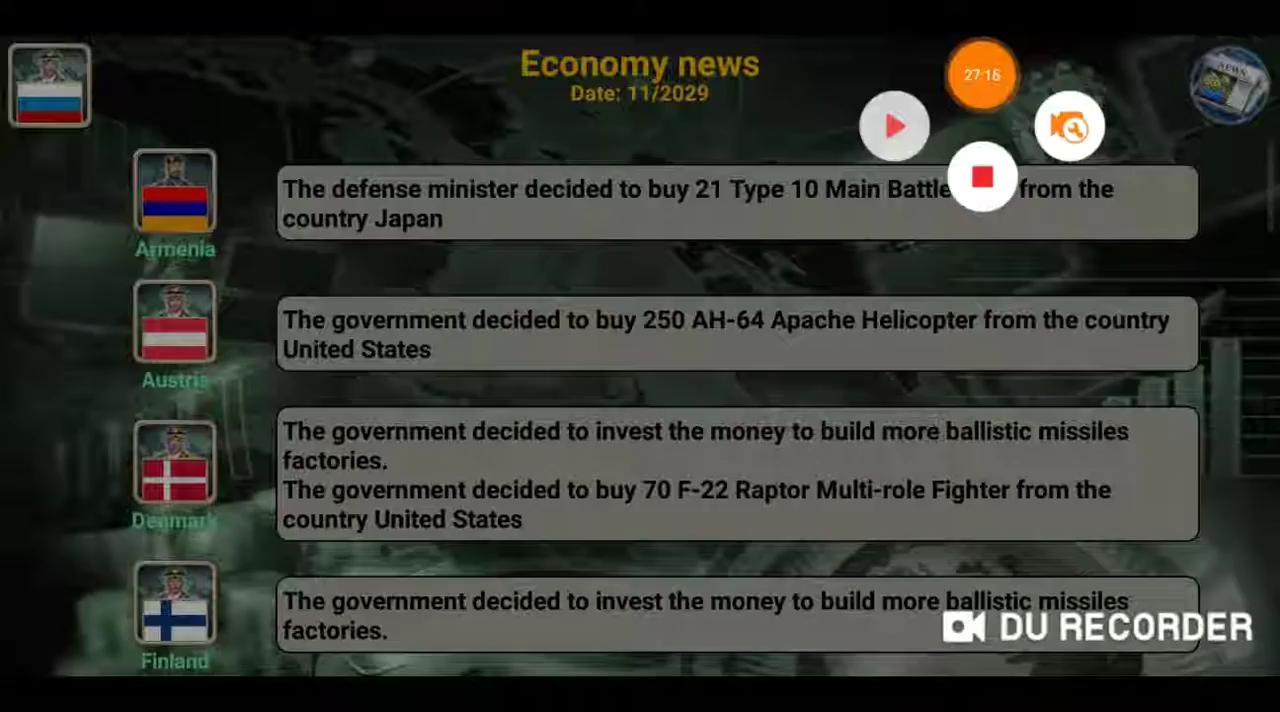 Economy news
Date: 11/2029
27:16
NEWS
The defense minister decided to buy 21 Type 10 Main Battle from the
country Japan
Armenia
The government decided to buy 250 AH-64 Apache Helicopter from the country
United States
Austria
The government decided to invest the money to build more ballistic missiles
factories.
The government decided to buy 70 F-22 Raptor Multi-role Fighter from the
country United States
Denmark
The government decided to invest the money to build more ballistic missiles
factories.
Finland
DU RECORDER